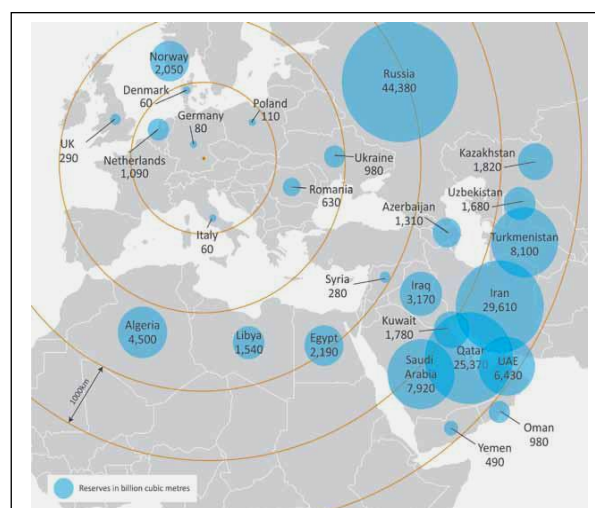 Norway
2,050
Denmark
60
Germany
80
Poland
110
Russia
44,380
UK
290
Netherlands
1,090
Ukraine
980
Romania
630
Kazakhstan
1,820
Uzbekistan
1,680
Azerbaijan
1,310
Turkmenistan
8,100
Italy
60
Syria
280
Iraq
3,170
Iran
29,610
Algeria
4,500
Libya
1,540
Egypt
2,190
Kuwait
1,780
Qatar
25,370
UAE
6,430
Saudi
Arabia
7,920
1000km
Oman
980
Yemen
490
Reserves in billion cubic metres